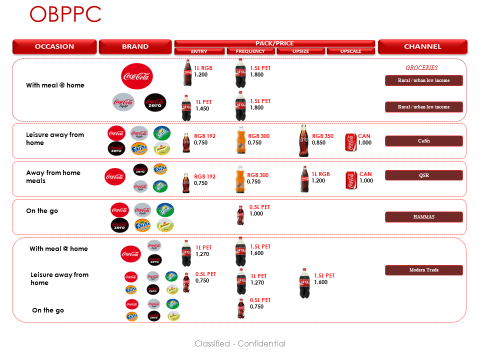 OBPPC
OCCASION
BRAND
PACK/PRICE
ENTRY
FREQUENCY
UPSIZE
UPSCALE
CHANNEL
With meal @ home
Coca-Cola
1L RGB
1.200
1.5L PET
1.800
GROCERIES
Rural / urban low income
zero
1L PET
1.450
1.5L PET
1.800
Rural / urban low income
Leisure away from
home
RGB 192
0,750
RGB 300
0,750
RGB 350
0,850
CAN
1,000
CaSn
Away from home
meals
RGB 192
0,750
RGB 300
0,750
1L RGB
1,200
CAN
1,000
QSR
On the go
0.5L PET
1,000
HAMMAS
With meal @ home
1L PET
1,270
1.5L PET
1,600
Leisure away from
home
0.5L PET
0,750
1L PET
1,270
1.5L PET
1,600
Modern Trade
On the go
0.5L PET
0,750
Classified - Confidential